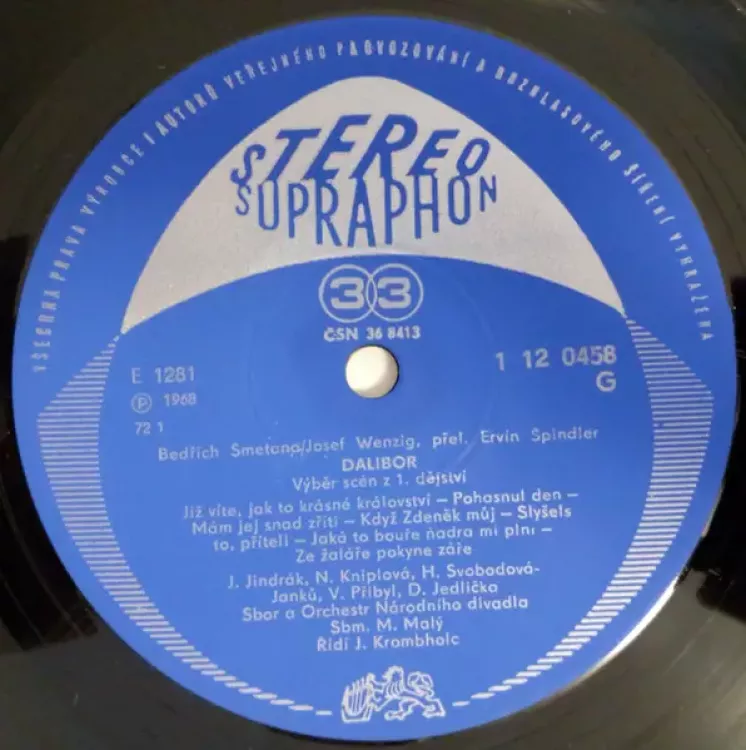 VŠECHNA PRÁVA VÝROBCE I AUTORŮ VEŘEJNÉHO PROVOZOVÁNÍ A ROZHLASOVÉHO ŠÍŘENÍ VYHRAŽENA
STEREO
SUPRAPHON
33
ČSN 36 8413
E 1281
1 12 0458
G
Ⓟ 1968
72 1
Bedřich Smetana/Josef Wenzig, přel. Ervín Špindler
DALIBOR
Výběr scén z 1. dějství
Již víte, jak to krásné království – Pohasnul den –
Mám jej snad zříti – Když Zdeněk můj – Slyšels
to, příteli – Jaká to bouře ňadra mi plní –
Ze žaláře pokyne záře
J. Jindrák, N. Kniplová, H. Svobodová-
Janků, V. Přibyl, D. Jedlička
Sbor a Orchestr Národního divadla
Sbm. M. Malý
Řídí J. Krombholc